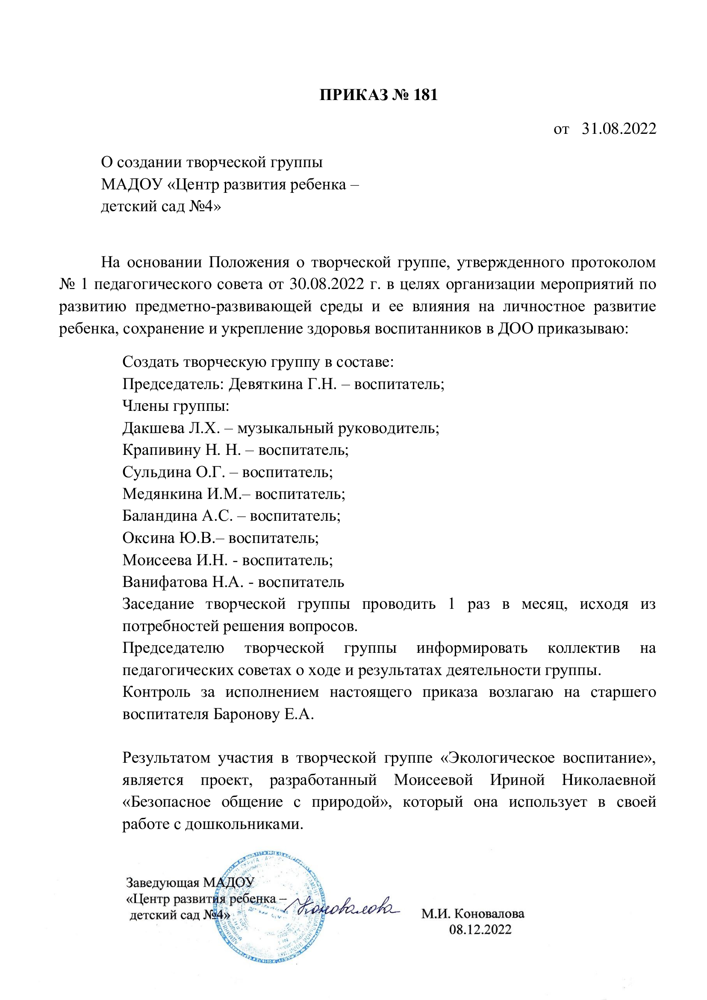 ПРИКАЗ № 181
от 31.08.2022
О создании творческой группы
МАДОУ «Центр развития ребенка –
детский сад №4»
На основании Положения о творческой группе, утвержденного протоколом
№ 1 педагогического совета от 30.08.2022 г. в целях организации мероприятий по
развитию предметно-развивающей среды и ее влияния на личностное развитие
ребенка, сохранение и укрепление здоровья воспитанников в ДОО приказываю:
Создать творческую группу в составе:
Председатель: Девяткина Г.Н. – воспитатель;
Члены группы:
Дакшева Л.Х. – музыкальный руководитель;
Крапивину Н. Н. – воспитатель;
Сульдина О.Г. – воспитатель;
Медянкина И.М.– воспитатель;
Баландина А.С. – воспитатель;
Оксина Ю.В.– воспитатель;
Моисеева И.Н. - воспитатель;
Ванифатова Н.А. - воспитатель
Заседание творческой группы проводить 1 раз в месяц, исходя из
потребностей решения вопросов.
Председателю творческой группы информировать коллектив на
педагогических советах о ходе и результатах деятельности группы.
Контроль за исполнением настоящего приказа возлагаю на старшего
воспитателя Баронову Е.А.
Результатом участия в творческой группе «Экологическое воспитание»,
является проект, разработанный Моисеевой Ириной Николаевной
«Безопасное общение с природой», который она использует в своей
работе с дошкольниками.
Заведующая МАДОУ
«Центр развития ребенка –
детский сад №4»
Коновалова
М.И. Коновалова
08.12.2022